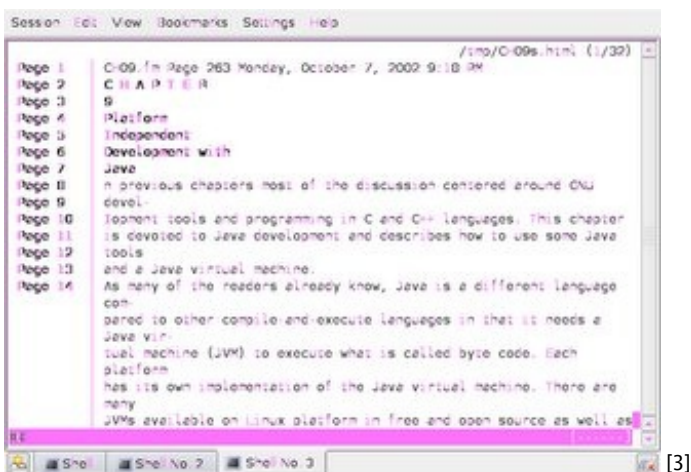 Session Edit View Bookmarks Settings Help
/tmp/CH09s.html (1/32)
Page 1 CH09.fm Page 263 Monday, October 7, 2002 9:18 PM
Page 2 C H A P T E R
Page 3 9
Page 4 Platform
Page 5 Independent
Page 6 Development with
Page 7 Java
Page 8 n previous chapters most of the discussion centered around GNU
Page 9 devel-
Page 10 lopment tools and programming in C and C++ languages. This chapter
Page 11 is devoted to Java development and describes how to use some Java
Page 12 tools
Page 13 and a Java virtual machine.
Page 14 As many of the readers already know, Java is a different language
com-
pared to other compile-and-execute languages in that it needs a
Java vir-
tual machine (JVM) to execute what is called byte code. Each
platform
has its own implementation of the Java virtual machine. There are
many
JVMs available on Linux platform in free and open source as well as
Shell Shell No. 2 Shell No. 3
[3]